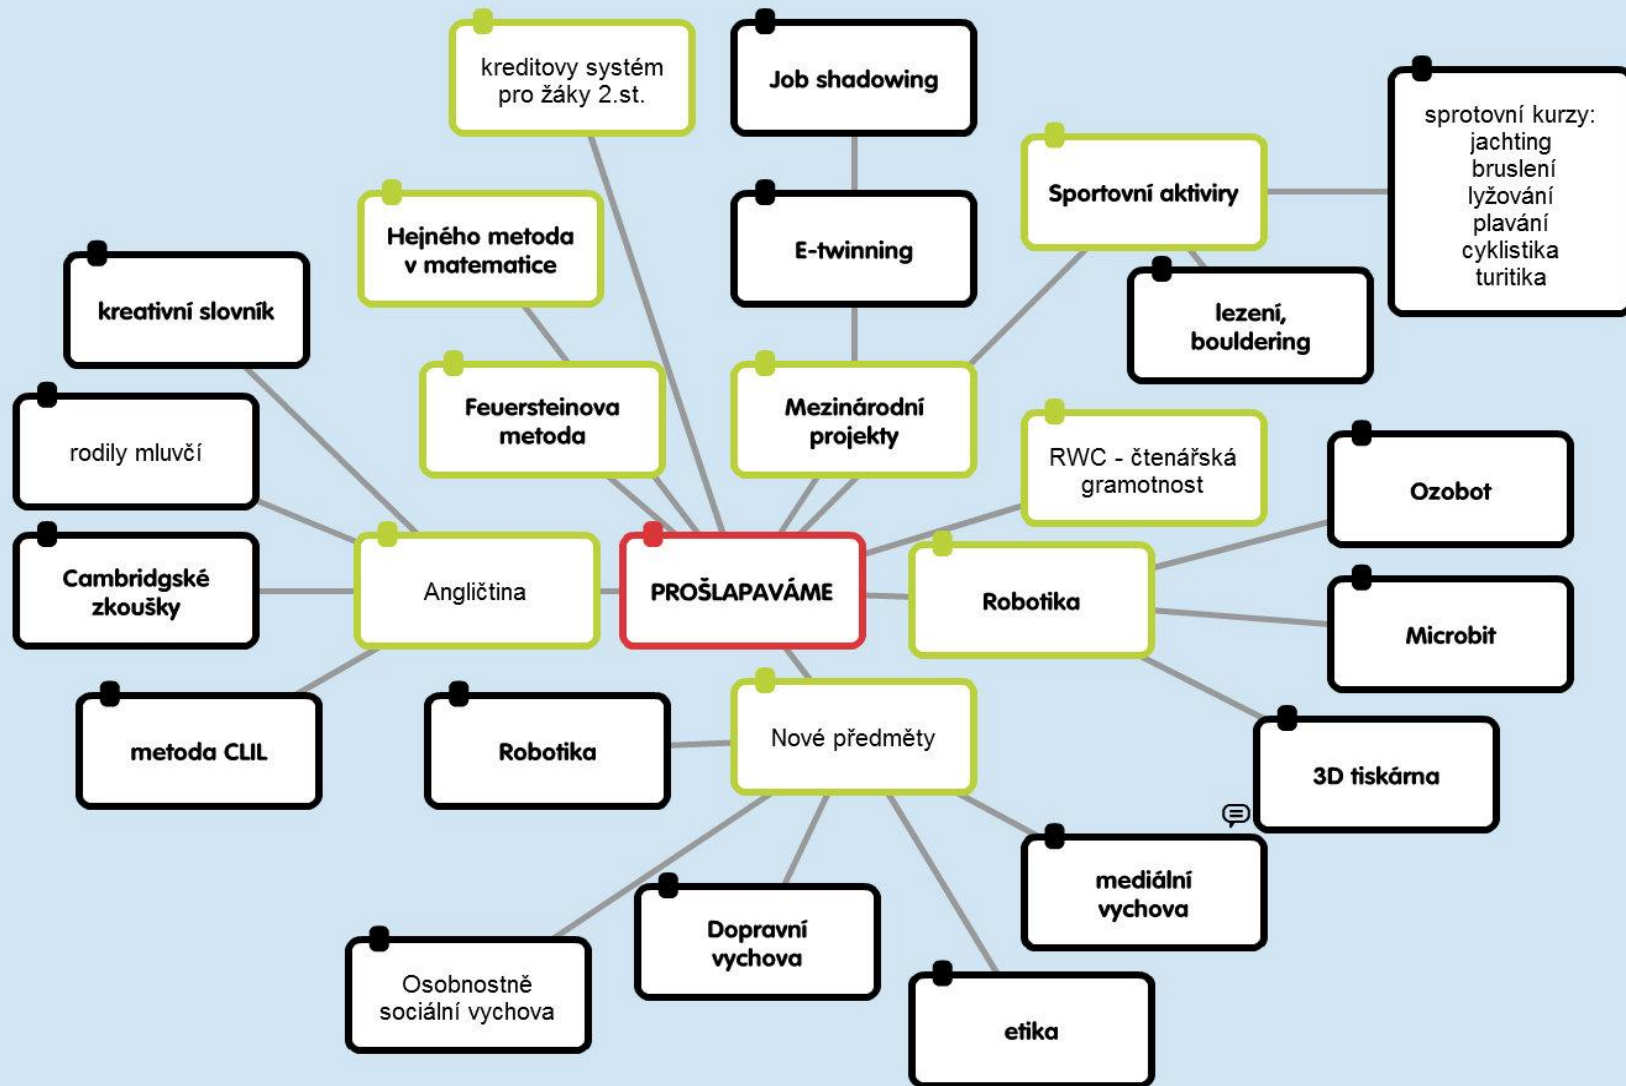 kreditovy systém
pro žáky 2.st.
Job shadowing
sprotovní kurzy:
jachting
bruslení
lyžování
plavání
cyklistika
turitika
Sportovní aktiviry
Hejného metoda
v matematice
E-twinning
kreativní slovník
lezení,
bouldering
Feuersteinova
metoda
Mezinárodní
projekty
rodily mluvčí
RWC - čtenářská
gramotnost
Ozobot
Cambridgské
zkoušky
Angličtina
PROŠLAPAVÁME
Robotika
Microbit
metoda CLIL
Robotika
Nové předměty
3D tiskárna
mediální
vychova
Dopravní
vychova
Osobnostně
sociální vychova
etika